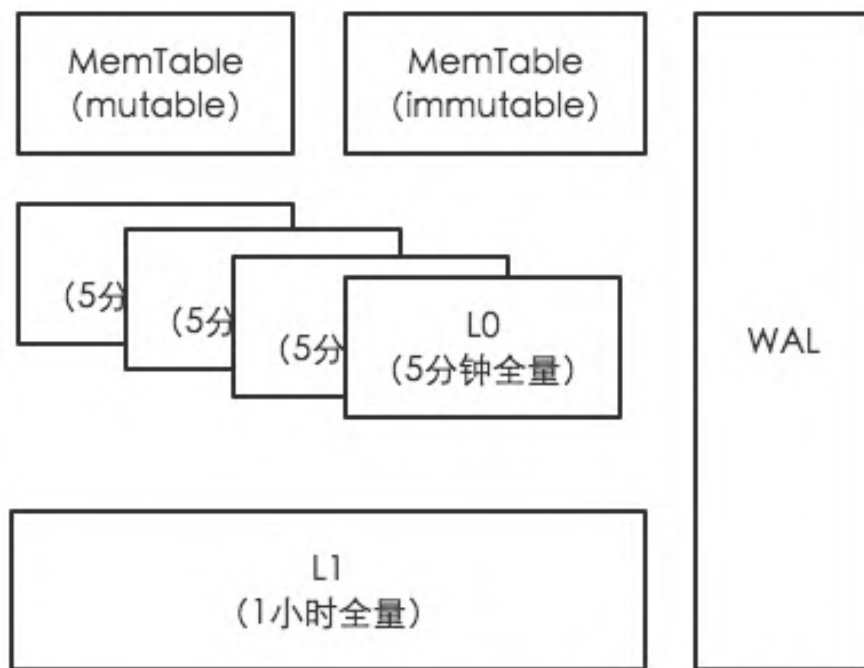 MemTable
(mutable)
MemTable
(immutable)
(5分
(5分
(5分
L0
(5分钟全量)
WAL
L1
(1小时全量)